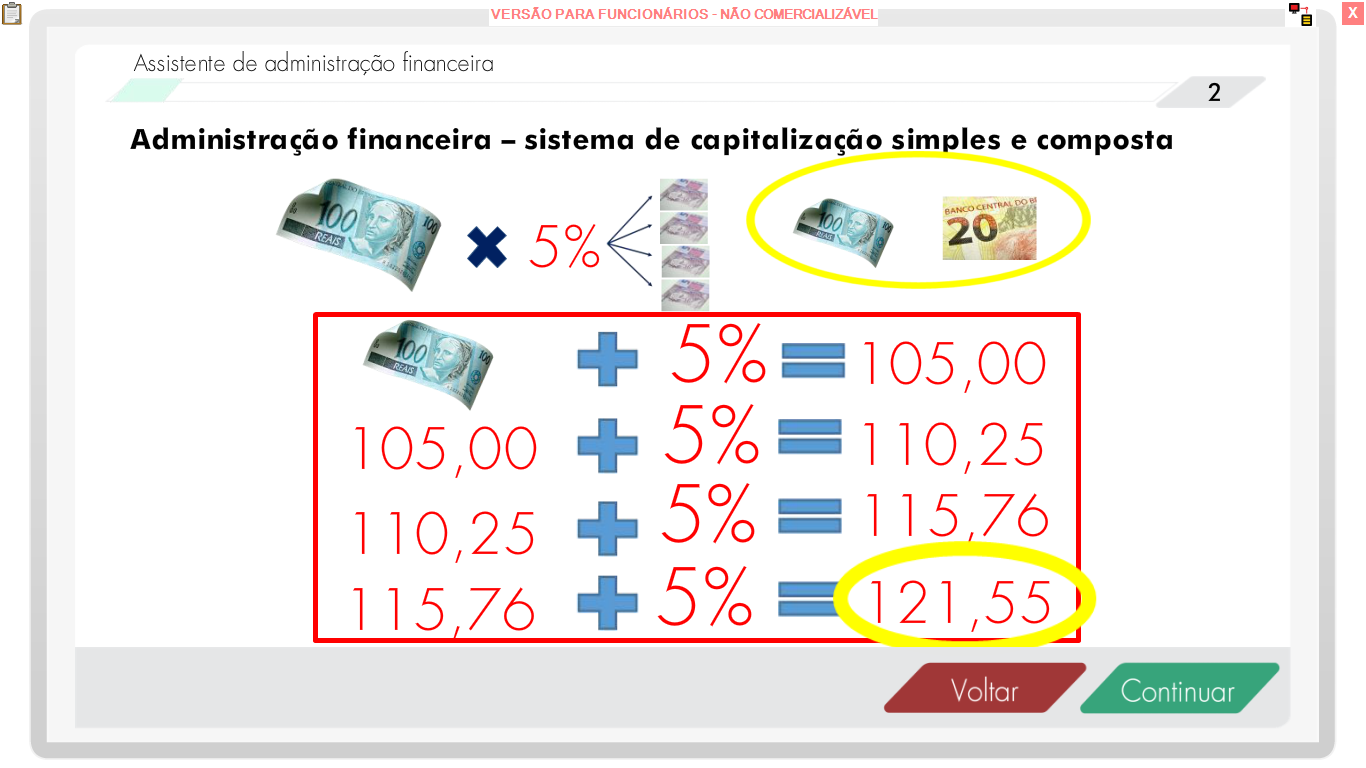 VERSÃO PARA FUNCIONÁRIOS - NÃO COMERCIALIZÁVEL
X
Assistente de administração financeira
2
Administração financeira – sistema de capitalização simples e composta
100
REAIS
5%
100
REAIS
BANCO CENTRAL DO B
20
100
REAIS
5% 105,00
105,00 5% 110,25
110,25 5% 115,76
115,76 5% 121,55
Voltar
Continuar